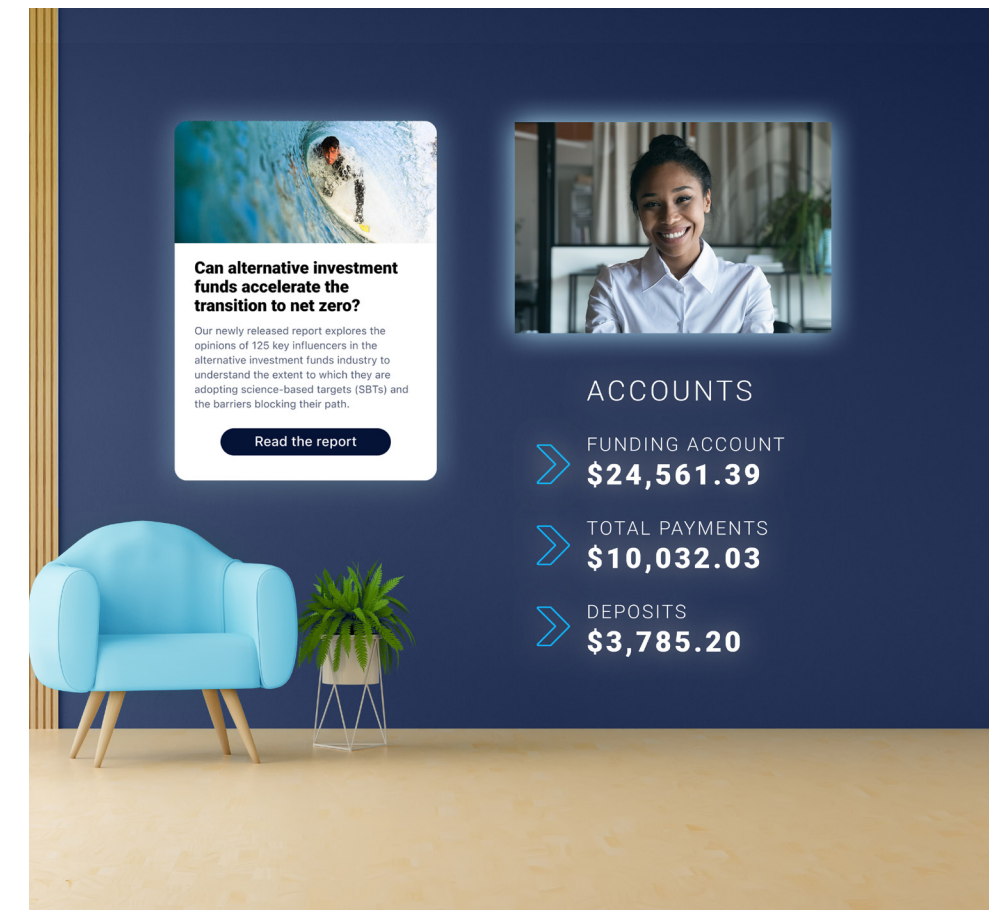 Can alternative investment
funds accelerate the
transition to net zero?
Our newly released report explores the
opinions of 125 key influencers in the
alternative investment funds industry to
understand the extent to which they are
adopting science-based targets (SBTs) and
the barriers blocking their path.
Read the report
ACCOUNTS
FUNDING ACCOUNT
$24,561.39
TOTAL PAYMENTS
$10,032.03
DEPOSITS
$3,785.20